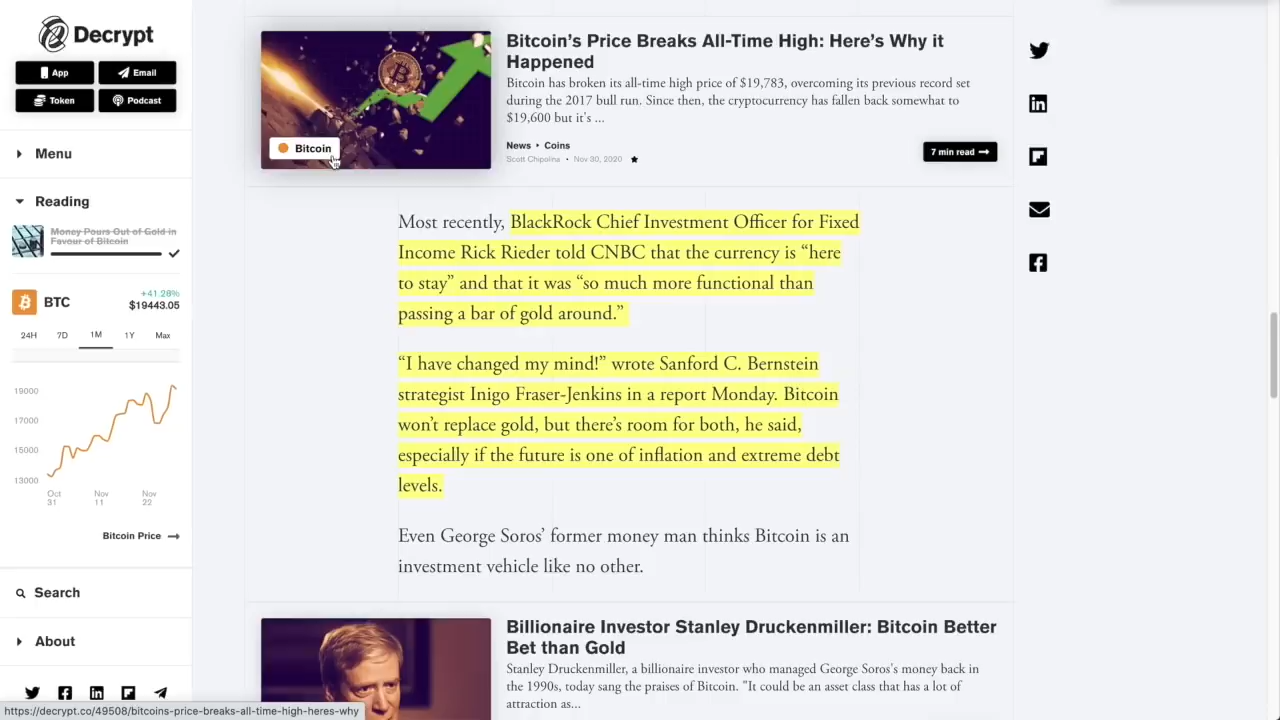 Decrypt
App
Email
Token
Podcast
Menu
Reading
Money Pours Out of Gold in
Favour of Bitcoin
BTC
+41.28%
$19443.05
24H 7D 1M 1Y Max
19000
17000
15000
13000
Oct
31
Nov
11
Nov
22
Bitcoin Price →
Search
About
https://decrypt.co/49508/bitcoins-price-breaks-all-time-high-heres-why
Bitcoin
Bitcoin’s Price Breaks All-Time High: Here’s Why it
Happened
Bitcoin has broken its all-time high price of $19,783, overcoming its previous record set
during the 2017 bull run. Since then, the cryptocurrency has fallen back somewhat to
$19,600 but it's ...
News ‣ Coins
Scott Chipolina • Nov 30, 2020 ★
7 min read →
Most recently, BlackRock Chief Investment Officer for Fixed
Income Rick Rieder told CNBC that the currency is “here
to stay” and that it was “so much more functional than
passing a bar of gold around.”
“I have changed my mind!” wrote Sanford C. Bernstein
strategist Inigo Fraser-Jenkins in a report Monday. Bitcoin
won’t replace gold, but there’s room for both, he said,
especially if the future is one of inflation and extreme debt
levels.
Even George Soros’ former money man thinks Bitcoin is an
investment vehicle like no other.
Billionaire Investor Stanley Druckenmiller: Bitcoin Better
Bet than Gold
Stanley Druckenmiller, a billionaire investor who managed George Soros's money back in
the 1990s, today sang the praises of Bitcoin. "It could be an asset class that has a lot of
attraction as...